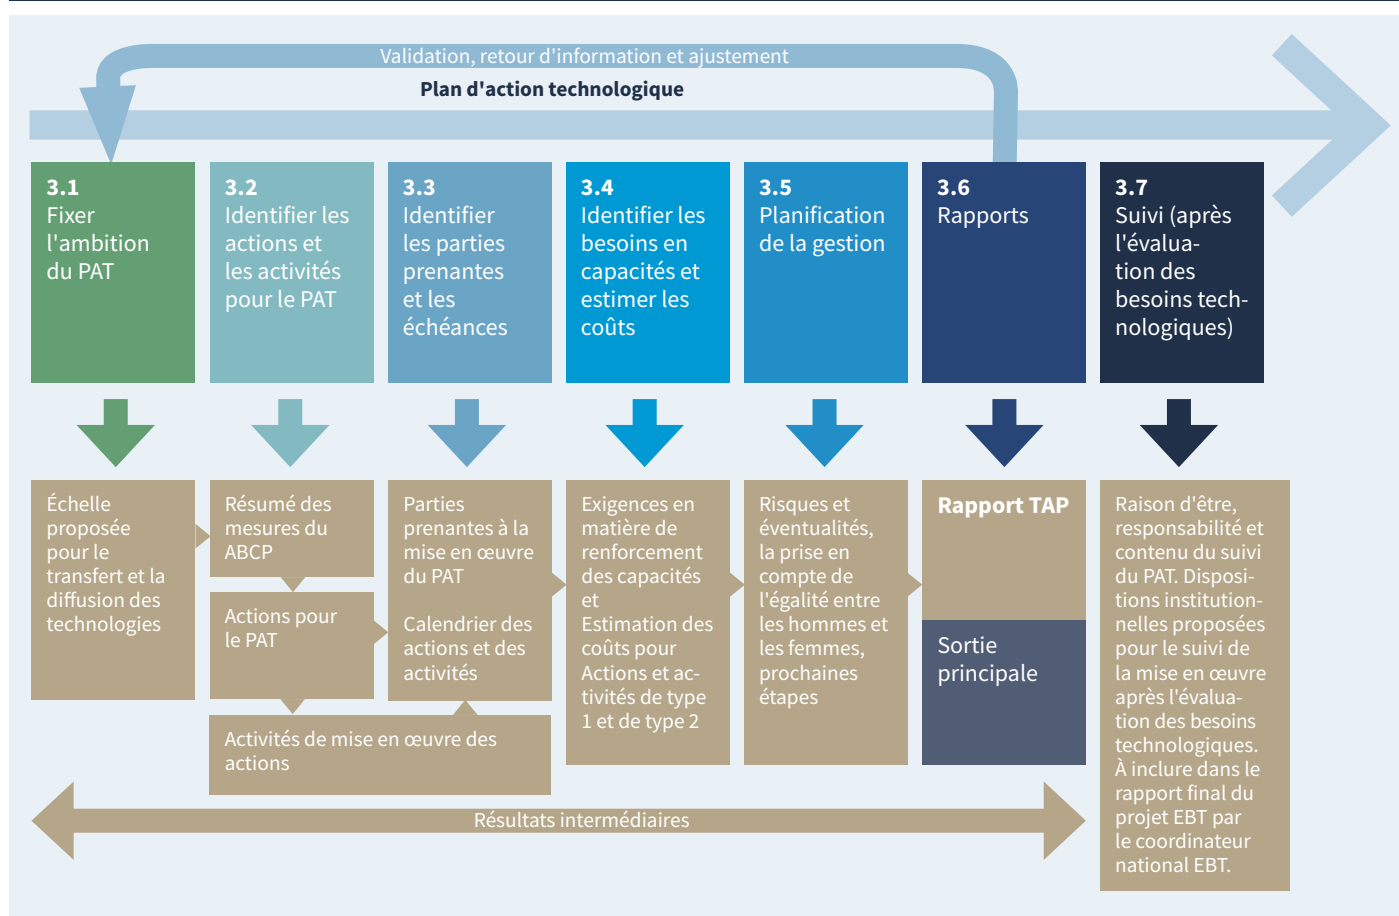 Validation, retour d'information et ajustement
Plan d'action technologique
3.1
Fixer
l'ambition
du PAT
3.2
Identifier les
actions et
les activités
pour le PAT
3.3
Identifier
les parties
prenantes
et les
échéances
3.4
Identifier les
besoins en
capacités et
estimer les
coûts
3.5
Planification
de la gestion
3.6
Rapports
3.7
Suivi (après
l'évalua-
tion des
besoins tech-
nologiques)
Échelle
proposée
pour le
transfert et la
diffusion des
technologies
Résumé des
mesures du
ABCP
Actions pour
le PAT
Activités de mise en œuvre des
actions
Parties
prenantes à la
mise en œuvre
du PAT
Calendrier des
actions et des
activités
Exigences en
matière de
renforcement
des capacités
et
Estimation des
coûts pour
Actions et ac-
tivités de type
1 et de type 2
Risques et
éventualités,
la prise en
compte de
l'égalité entre
les hommes et
les femmes,
prochaines
étapes
Rapport TAP
Sortie
principale
Raison d'être,
responsabilité et
contenu du suivi
du PAT. Disposi-
tions institution-
nelles proposées
pour le suivi de
la mise en œuvre
après l'évalua-
tion des besoins
technologiques.
À inclure dans le
rapport final du
projet EBT par
le coordinateur
national EBT.
Résultats intermédiaires